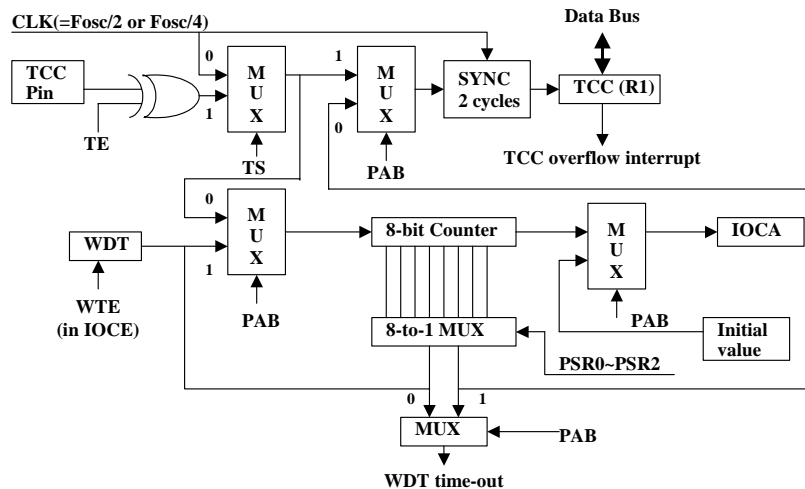 CLK(=Fosc/2 or Fosc/4)
Data Bus
TCC
Pin
0
1
M
U
X
1
0
M
U
X
SYNC
2 cycles
TCC (R1)
TE
TS
PAB
TCC overflow interrupt
0
1
M
U
X
WDT
8-bit Counter
M
U
X
IOCA
WTE
(in IOCE)
PAB
8-to-1 MUX
PAB
Initial
value
PSR0~PSR2
0
1
MUX
PAB
WDT time-out